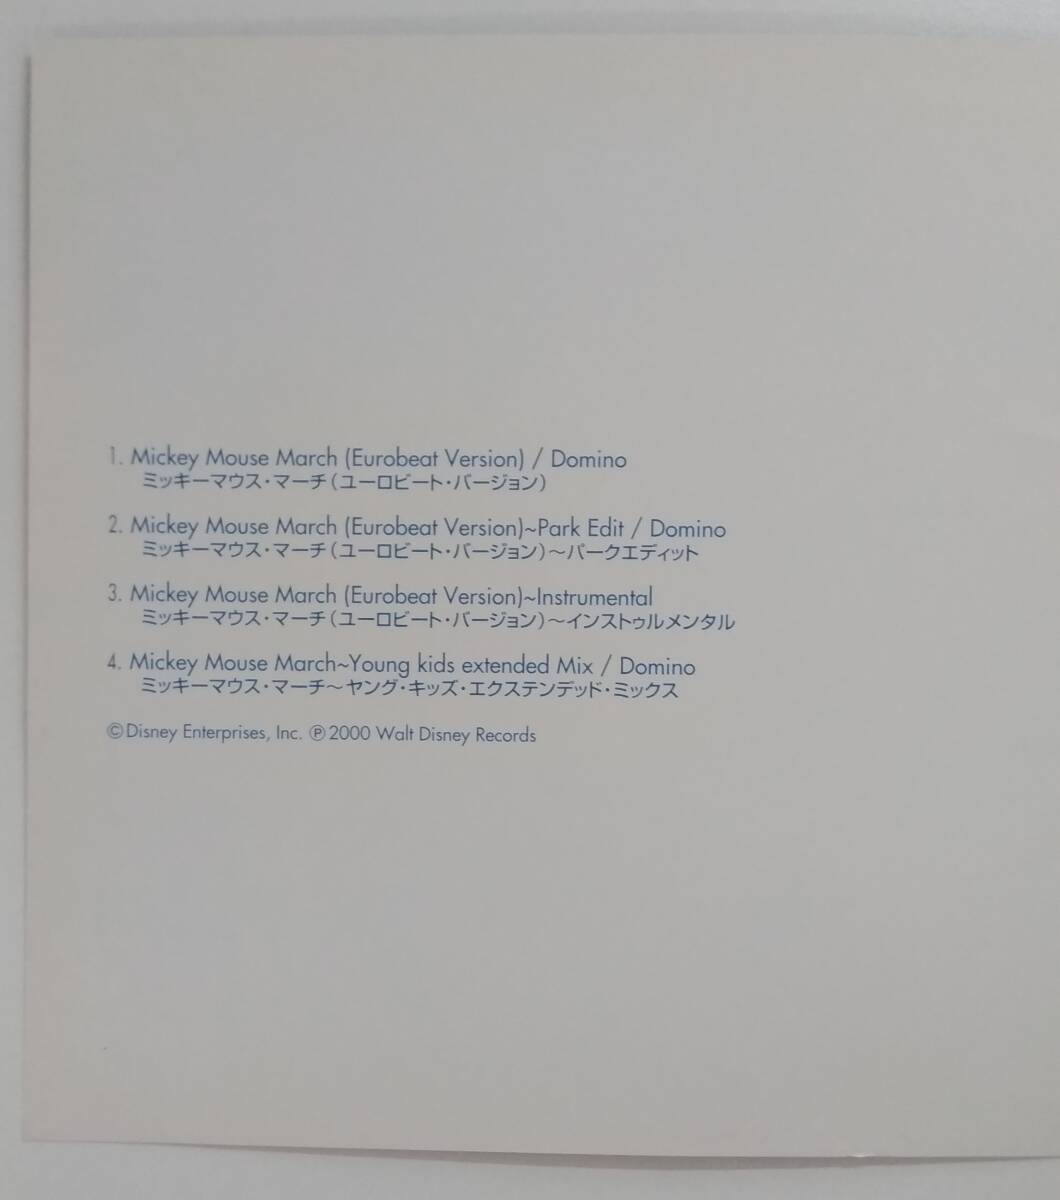 1. Mickey Mouse March (Eurobeat Version) / Domino
ミッキーマウス・マーチ(ユーロビート・バージョン)
2. Mickey Mouse March (Eurobeat Version)~Park Edit / Domino
ミッキーマウス・マーチ(ユーロビート・バージョン)～パークエディット
3. Mickey Mouse March (Eurobeat Version)~Instrumental
ミッキーマウス・マーチ(ユーロビート・バージョン)～インストゥルメンタル
4. Mickey Mouse March~Young kids extended Mix / Domino
ミッキーマウス・マーチ～ヤング・キッズ・エクステンデッド・ミックス
©Disney Enterprises, Inc. ℗2000 Walt Disney Records